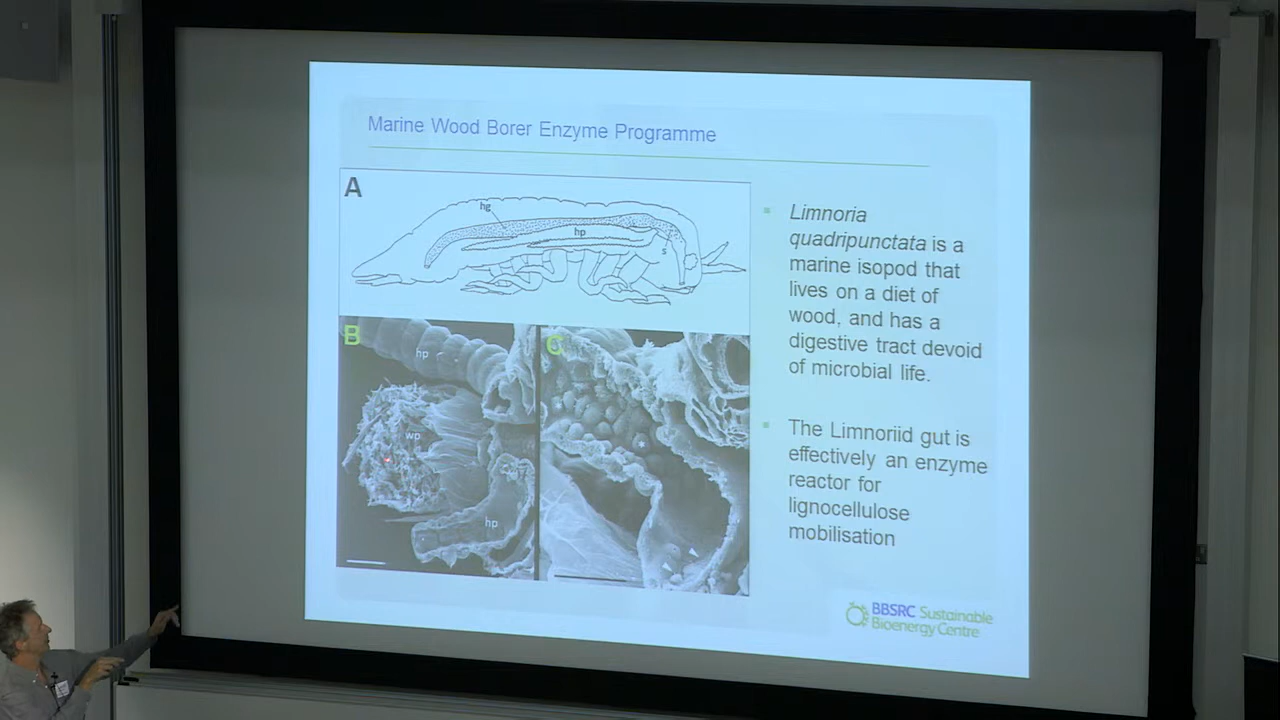 Marine Wood Borer Enzyme Programme
A
hg
hp
s
B
hp
wp
hp
C
*
Limnoria
quadripunctata is a
marine isopod that
lives on a diet of
wood, and has a
digestive tract devoid
of microbial life.
The Limnoriid gut is
effectively an enzyme
reactor for
lignocellulose
mobilisation
BBSRC Sustainable
Bioenergy Centre